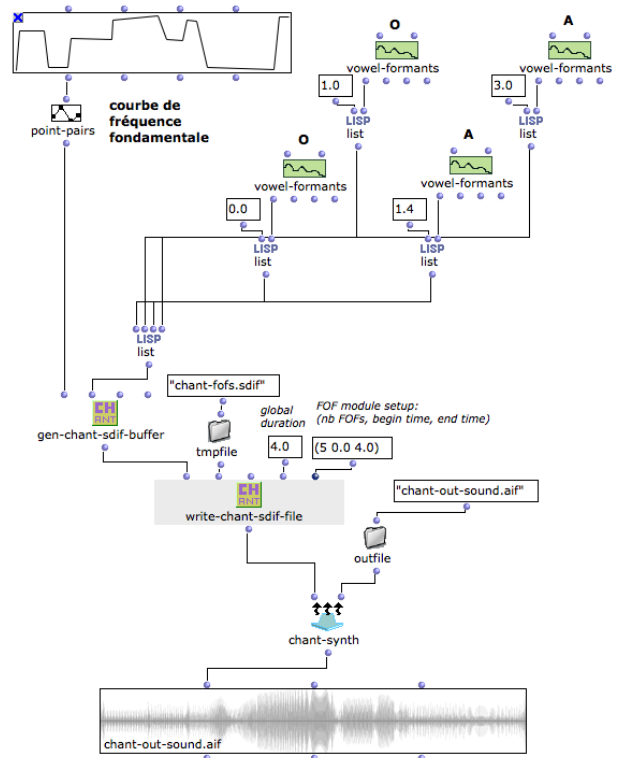 O
A
vowel-formants
vowel-formants
1.0
3.0
LISP
list
LISP
list
point-pairs
courbe de
fréquence
fondamentale
O
A
vowel-formants
vowel-formants
0.0
1.4
LISP
list
LISP
list
LISP
list
"chant-fofs.sdif"
CH
ANT
gen-chant-sdif-buffer
tmpfile
global
duration
FOF module setup:
(nb FOFs, begin time, end time)
4.0
(5 0.0 4.0)
CH
ANT
write-chant-sdif-file
"chant-out-sound.aif"
outfile
chant-synth
chant-out-sound.aif